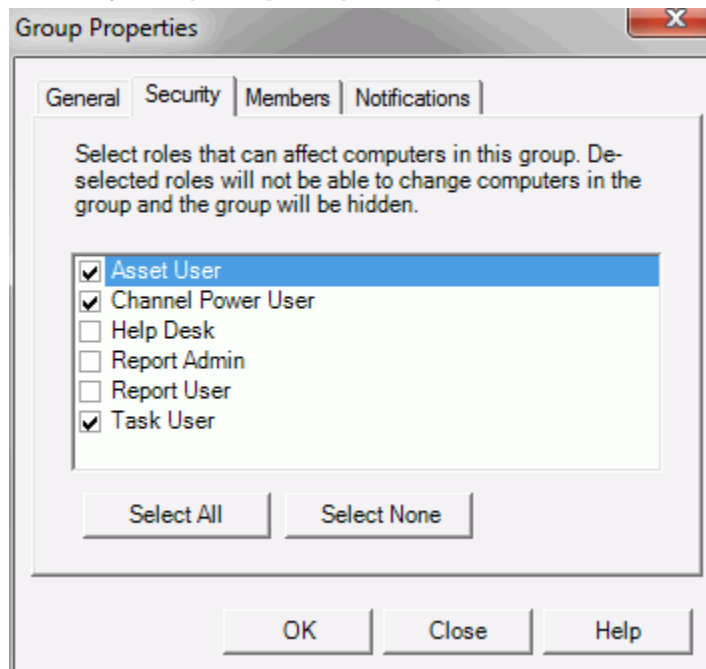 Group Properties
X
General Security Members Notifications
Select roles that can affect computers in this group. De-
selected roles will not be able to change computers in the
group and the group will be hidden.
Asset User
Channel Power User
Help Desk
Report Admin
Report User
Task User
Select All Select None
OK Close Help